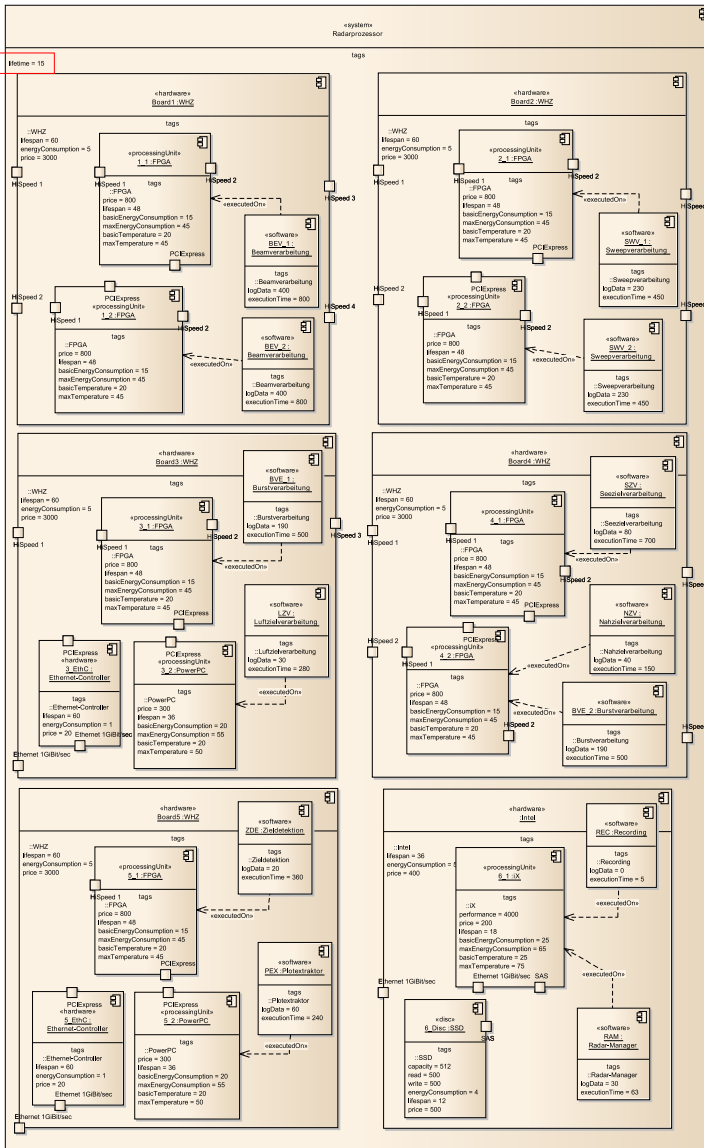 «system»
Radarprozessor
tags
lifetime = 15
«hardware»
Board1 :WHZ
tags
::WHZ
lifespan = 60
energyConsumption = 5
price = 3000
«processingUnit»
1_1 :FPGA
HiSpeed 1
HiSpeed 1
HiSpeed 2
HiSpeed 3
tags
::FPGA
price = 800
lifespan = 48
basicEnergyConsumption = 15
maxEnergyConsumption = 45
basicTemperature = 20
maxTemperature = 45
PCIExpress
«executedOn»
«software»
BEV_1 :
Beamverarbeitung
tags
::Beamverarbeitung
logData = 400
executionTime = 800
HiSpeed 2
HiSpeed 4
PCIExpress
«processingUnit»
1_2 :FPGA
HiSpeed 1
HiSpeed 2
tags
::FPGA
price = 800
lifespan = 48
basicEnergyConsumption = 15
maxEnergyConsumption = 45
basicTemperature = 20
maxTemperature = 45
«executedOn»
«software»
BEV_2 :
Beamverarbeitung
tags
::Beamverarbeitung
logData = 400
executionTime = 800
«hardware»
Board2 :WHZ
tags
::WHZ
lifespan = 60
energyConsumption = 5
price = 3000
«processingUnit»
2_1 :FPGA
HiSpeed 1
HiSpeed 1
HiSpeed 2
HiSpeed
tags
::FPGA
price = 800
lifespan = 48
basicEnergyConsumption = 15
maxEnergyConsumption = 45
basicTemperature = 20
maxTemperature = 45
PCIExpress
«executedOn»
«software»
SWV_1 :
Sweepverarbeitung
tags
::Sweepverarbeitung
logData = 230
executionTime = 450
HiSpeed 2
HiSpeed
PCIExpress
«processingUnit»
2_2 :FPGA
HiSpeed 1
HiSpeed 2
tags
::FPGA
price = 800
lifespan = 48
basicEnergyConsumption = 15
maxEnergyConsumption = 45
basicTemperature = 20
maxTemperature = 45
«executedOn»
«software»
SWV_2 :
Sweepverarbeitung
tags
::Sweepverarbeitung
logData = 230
executionTime = 450
«hardware»
Board3 :WHZ
tags
::WHZ
lifespan = 60
energyConsumption = 5
price = 3000
«processingUnit»
3_1 :FPGA
HiSpeed 1
HiSpeed 1
HiSpeed 2
HiSpeed 3
tags
::FPGA
price = 800
lifespan = 48
basicEnergyConsumption = 15
maxEnergyConsumption = 45
basicTemperature = 20
maxTemperature = 45
PCIExpress
«executedOn»
«software»
BVE_1 :
Burstverarbeitung
tags
::Burstverarbeitung
logData = 190
executionTime = 500
«software»
LZV :
Luftzielverarbeitung
tags
::Luftzielverarbeitung
logData = 30
executionTime = 280
«executedOn»
PCIExpress
«hardware»
3_EthC :
Ethernet-Controller
tags
::Ethernet-Controller
lifespan = 60
energyConsumption = 1
price = 20
Ethernet 1GiBit/sec
Ethernet 1GiBit/sec
PCIExpress
«processingUnit»
3_2 :PowerPC
tags
::PowerPC
price = 300
lifespan = 36
basicEnergyConsumption = 20
maxEnergyConsumption = 55
basicTemperature = 20
maxTemperature = 50
«hardware»
Board4 :WHZ
tags
::WHZ
lifespan = 60
energyConsumption = 5
price = 3000
«processingUnit»
4_1 :FPGA
HiSpeed 1
HiSpeed 1
HiSpeed 2
HiSpeed
tags
::FPGA
price = 800
lifespan = 48
basicEnergyConsumption = 15
maxEnergyConsumption = 45
basicTemperature = 20
maxTemperature = 45
PCIExpress
«executedOn»
«software»
SZV :
Seezielverarbeitung
tags
::Seezielverarbeitung
logData = 80
executionTime = 700
«software»
NZV :
Nahzielverarbeitung
tags
::Nahzielverarbeitung
logData = 40
executionTime = 150
«executedOn»
HiSpeed 2
PCIExpress
«processingUnit»
4_2 :FPGA
HiSpeed 1
HiSpeed 2
HiSpeed
tags
::FPGA
price = 800
lifespan = 48
basicEnergyConsumption = 15
maxEnergyConsumption = 45
basicTemperature = 20
maxTemperature = 45
«executedOn»
«software»
BVE_2 :Burstverarbeitung
tags
::Burstverarbeitung
logData = 190
executionTime = 500
«hardware»
Board5 :WHZ
tags
::WHZ
lifespan = 60
energyConsumption = 5
price = 3000
«processingUnit»
5_1 :FPGA
HiSpeed 1
tags
::FPGA
price = 800
lifespan = 48
basicEnergyConsumption = 15
maxEnergyConsumption = 45
basicTemperature = 20
maxTemperature = 45
PCIExpress
«executedOn»
«software»
ZDE :Zieldetektion
tags
::Zieldetektion
logData = 20
executionTime = 360
«software»
PEX :Plotextraktor
tags
::Plotextraktor
logData = 60
executionTime = 240
«executedOn»
PCIExpress
«hardware»
5_EthC :
Ethernet-Controller
tags
::Ethernet-Controller
lifespan = 60
energyConsumption = 1
price = 20
Ethernet 1GiBit/sec
Ethernet 1GiBit/sec
PCIExpress
«processingUnit»
5_2 :PowerPC
tags
::PowerPC
price = 300
lifespan = 36
basicEnergyConsumption = 20
maxEnergyConsumption = 55
basicTemperature = 20
maxTemperature = 50
«hardware»
:Intel
tags
::Intel
lifespan = 36
energyConsumption = 5
price = 400
«processingUnit»
6_1 :iX
tags
::iX
performance = 4000
price = 200
lifespan = 18
basicEnergyConsumption = 25
maxEnergyConsumption = 65
basicTemperature = 25
maxTemperature = 75
Ethernet 1GiBit/sec
Ethernet 1GiBit/sec
SAS
«executedOn»
«software»
REC :Recording
tags
::Recording
logData = 0
executionTime = 5
«executedOn»
«software»
RAM :
Radar-Manager
tags
::Radar-Manager
logData = 30
executionTime = 63
«disc»
6_Disc :SSD
SAS
tags
::SSD
capacity = 512
read = 500
write = 500
energyConsumption = 4
lifespan = 12
price = 500